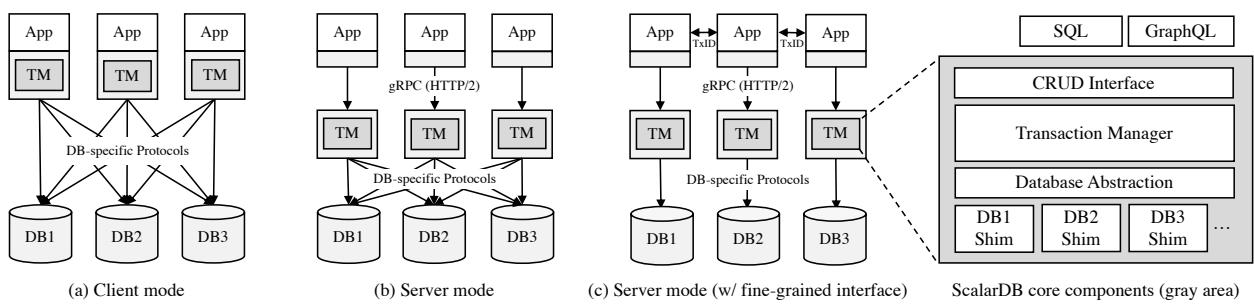 App App App
TM TM TM
DB-specific Protocols
DB1 DB2 DB3
(a) Client mode
App App App
gRPC (HTTP/2)
TM TM TM
DB-specific Protocols
DB1 DB2 DB3
(b) Server mode
App TxID App TxID App
gRPC (HTTP/2)
TM TM TM
DB-specific Protocols
DB1 DB2 DB3
(c) Server mode (w/ fine-grained interface)
SQL GraphQL
CRUD Interface
Transaction Manager
Database Abstraction
DB1 DB2 DB3
Shim Shim Shim ...
ScalarDB core components (gray area)